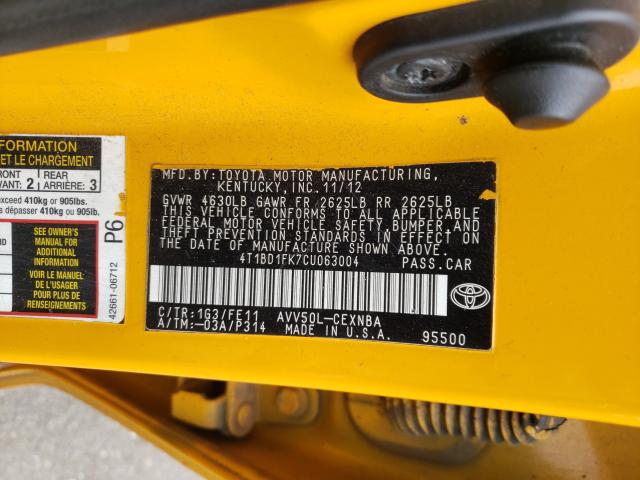 FORMATION
ET LE CHARGEMENT
FRONT
AVANT: 2
REAR
ARRIÈRE: 3
exceed 410kg or 905lbs.
dépasser 410kg or 905lb.
SEE OWNER'S
MANUAL FOR
ADDITIONAL
INFORMATION
VOIR LE MANUEL
DE L'USAGER
POUR PLUS DE
RENSEIGNEMENTS
P6
42661-06712
MFD.BY:TOYOTA MOTOR MANUFACTURING,
KENTUCKY, INC. 11/12
GVWR 4630LB GAWR FR 2625LB RR 2625LB
THIS VEHICLE CONFORMS TO ALL APPLICABLE
FEDERAL MOTOR VEHICLE SAFETY,BUMPER,AND
THEFT PREVENTION STANDARDS IN EFFECT ON
THE DATE OF MANUFACTURE SHOWN ABOVE.
4T1BD1FK7CU063004 PASS.CAR
C/TR:1G3/FE11 AVV50L-CEXNBA
A/TM:-03A/P314 MADE IN U.S.A. 95500
TOYOTA